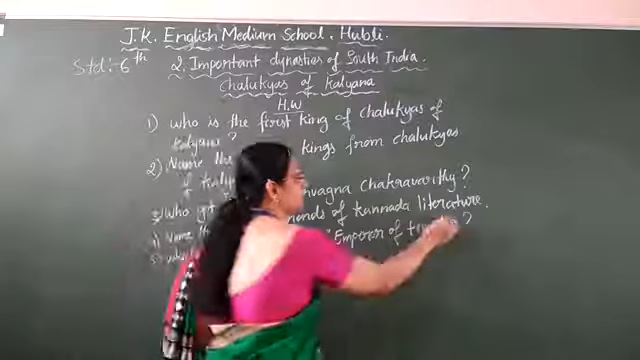 J.K. English Medium School. Hubli.
Std:- 6th 2. Important dynasties of South India.
Chalukyas of Kalyana
H.W
1) who is the first king of Chalukyas of
Kalyana ?
2) Name the kings from chalukyas
of
3) Who got Chakravarithy ?
4) Name the of kannada literature.
5) Emperor of ?